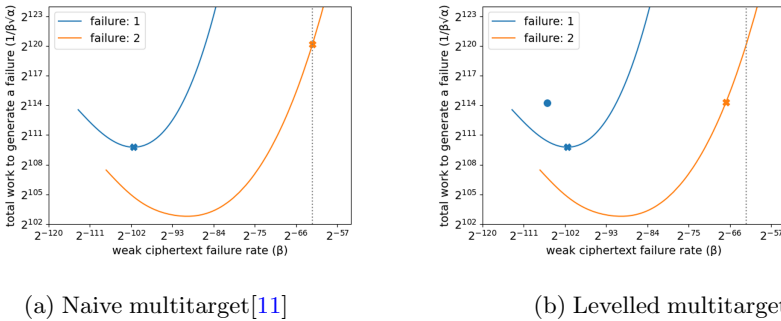 total work to generate a failure (1/β√α)
2^123
2^120
2^117
2^114
2^111
2^108
2^105
2^102
failure: 1
failure: 2
2^−120 2^−111 2^−102 2^−93 2^−84 2^−75 2^−66 2^−57
weak ciphertext failure rate (β)
(a) Naive multitarget[11]
total work to generate a failure (1/β√α)
2^123
2^120
2^117
2^114
2^111
2^108
2^105
2^102
failure: 1
failure: 2
2^−120 2^−111 2^−102 2^−93 2^−84 2^−75 2^−66 2^−57
weak ciphertext failure rate (β)
(b) Levelled multitarget